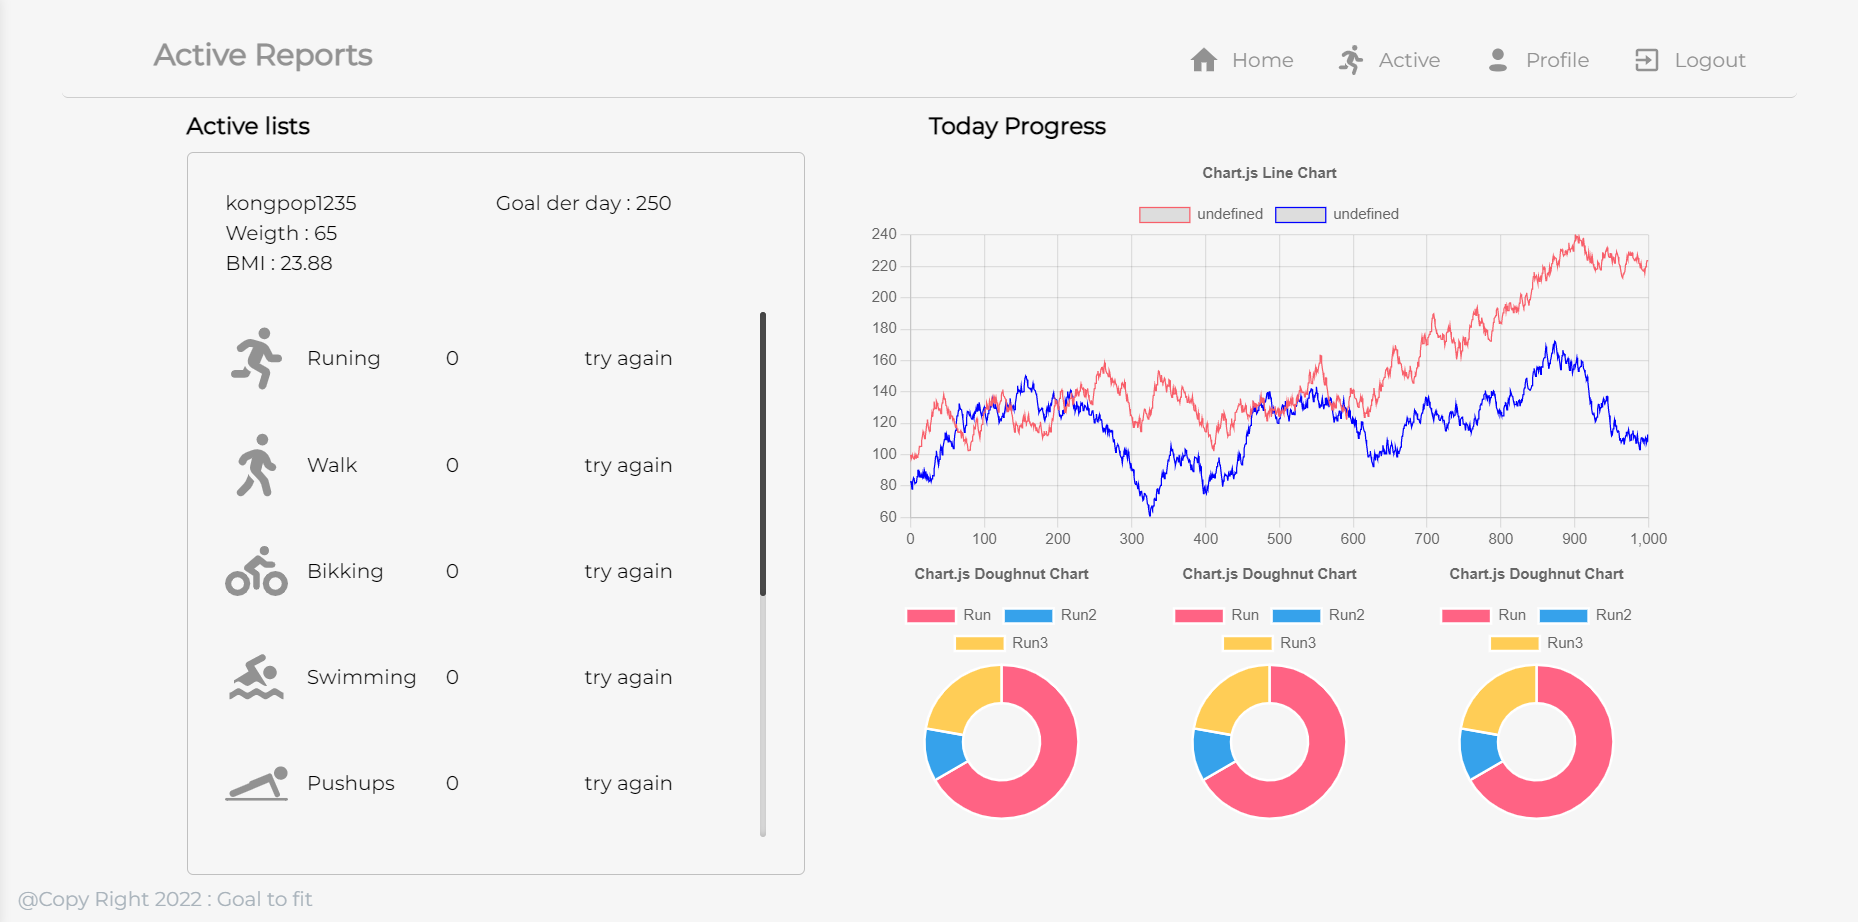 Active Reports
Home Active Profile Logout
Active lists
kongpop1235 Goal der day : 250
Weigth : 65
BMI : 23.88
Runing 0 try again
Walk 0 try again
Bikking 0 try again
Swimming 0 try again
Pushups 0 try again
Today Progress
Chart.js Line Chart
undefined undefined
240
220
200
180
160
140
120
100
80
60
0 100 200 300 400 500 600 700 800 900 1,000
Chart.js Doughnut Chart Chart.js Doughnut Chart Chart.js Doughnut Chart
Run Run2 Run Run2 Run Run2
Run3 Run3 Run3
@Copy Right 2022 : Goal to fit